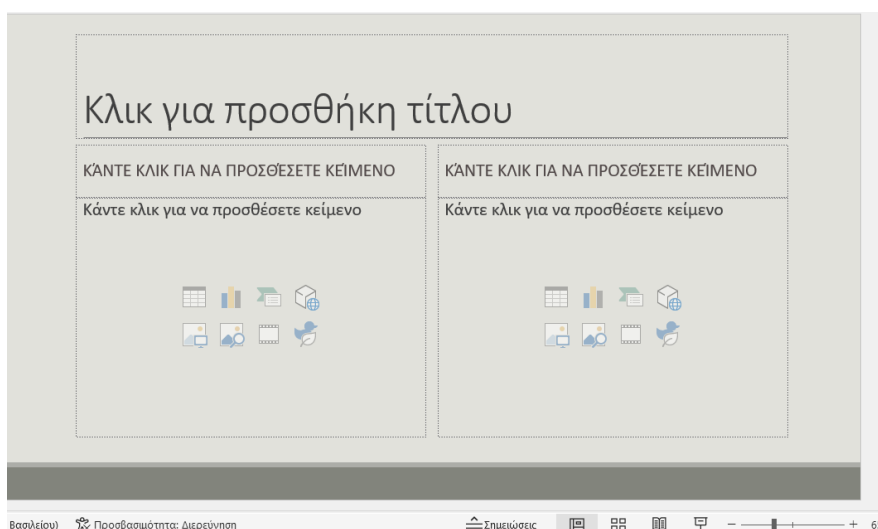 Κλικ για προσθήκη τίτλου
ΚΆΝΤΕ ΚΛΙΚ ΓΙΑ ΝΑ ΠΡΟΣΘΈΣΕΤΕ ΚΕΊΜΕΝΟ
ΚΆΝΤΕ ΚΛΙΚ ΓΙΑ ΝΑ ΠΡΟΣΘΈΣΕΤΕ ΚΕΊΜΕΝΟ
Κάντε κλικ για να προσθέσετε κείμενο
Κάντε κλικ για να προσθέσετε κείμενο
Βασιλείου) Προσβασιμότητα: Διερεύνηση Σημειώσεις − + 6